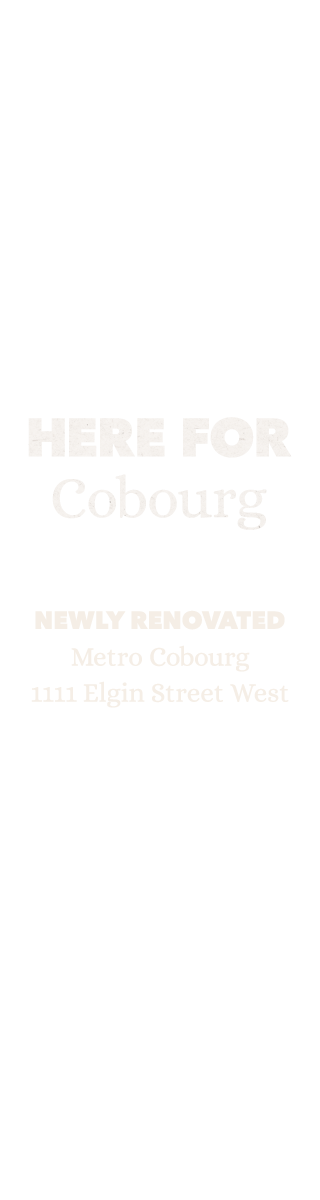 HERE FOR
Cobourg
NEWLY RENOVATED
Metro Cobourg
1111 Elgin Street West